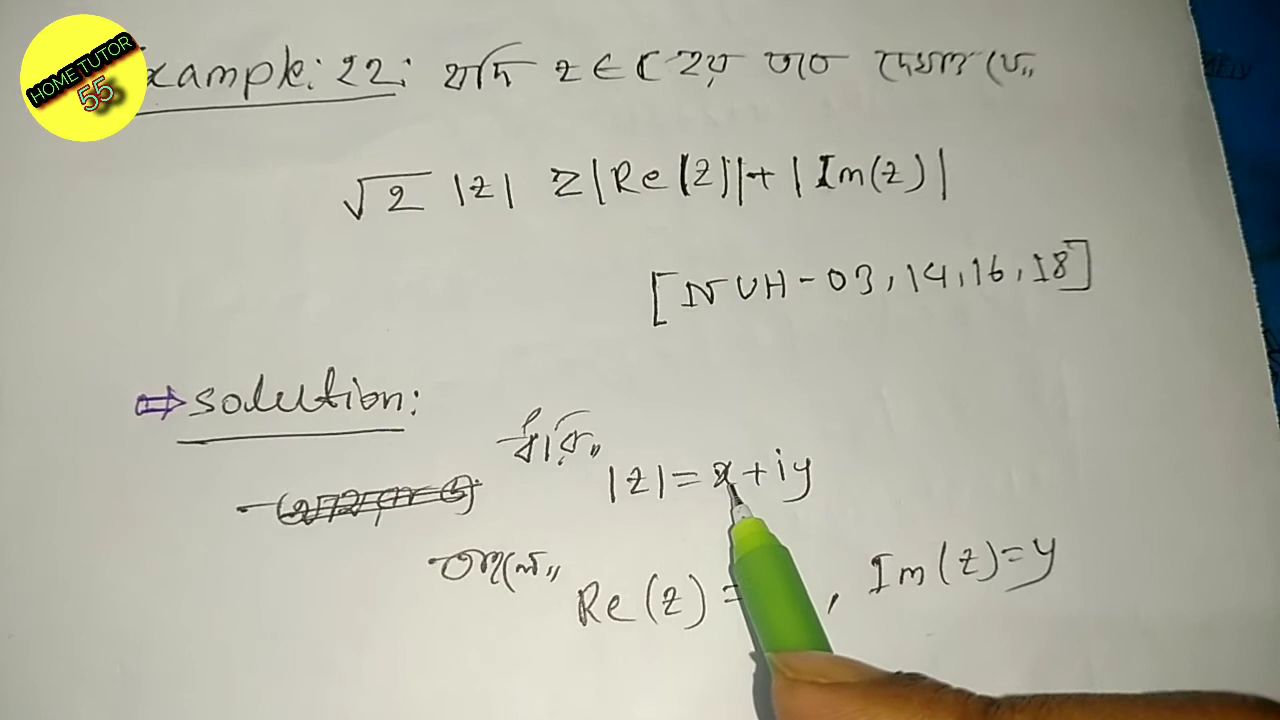 HOME TUTOR 55
Example: 22: যদি z ∈ C হয় তবে দেখাও যে,,
√2 |z| ≥ |Re(z)| + |Im(z)|
[NUH - 03, 14, 16, 18]
⇒ Solution:
ধরি,,
|z| = x + iy
তাহলে,,
Re(z) = , Im(z) = y